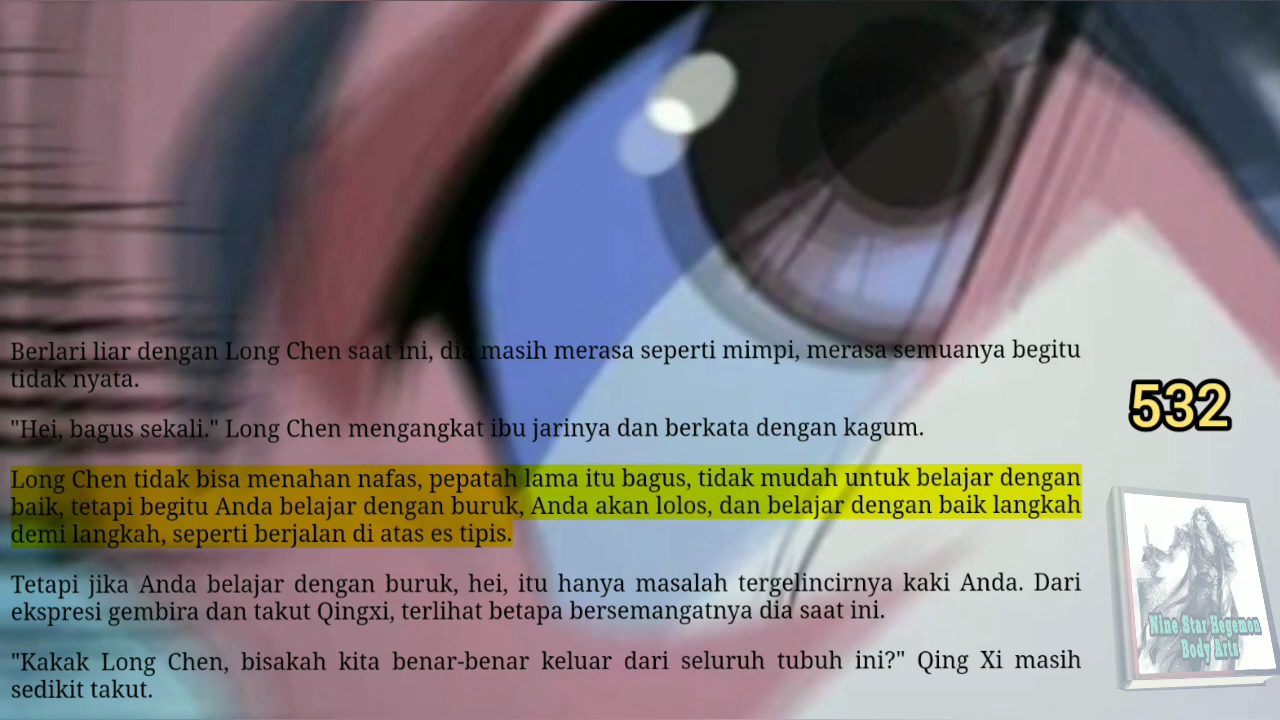 Berlari liar dengan Long Chen saat ini, dia masih merasa seperti mimpi, merasa semuanya begitu
tidak nyata.
"Hei, bagus sekali." Long Chen mengangkat ibu jarinya dan berkata dengan kagum.
Long Chen tidak bisa menahan nafas, pepatah lama itu bagus, tidak mudah untuk belajar dengan
baik, tetapi begitu Anda belajar dengan buruk, Anda akan lolos, dan belajar dengan baik langkah
demi langkah, seperti berjalan di atas es tipis.
Tetapi jika Anda belajar dengan buruk, hei, itu hanya masalah tergelincirnya kaki Anda. Dari
ekspresi gembira dan takut Qingxi, terlihat betapa bersemangatnya dia saat ini.
"Kakak Long Chen, bisakah kita benar-benar keluar dari seluruh tubuh ini?" Qing Xi masih
sedikit takut.
532
Nine Star Hegemon
Body Arts